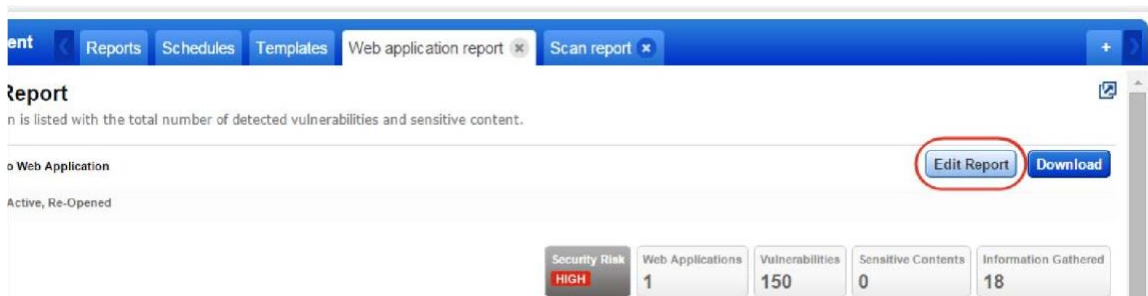 ent Reports Schedules Templates Web application report Scan report +
Report
n is listed with the total number of detected vulnerabilities and sensitive content.
o Web Application Edit Report Download
Active, Re-Opened
Security Risk Web Applications Vulnerabilities Sensitive Contents Information Gathered
HIGH 1 150 0 18